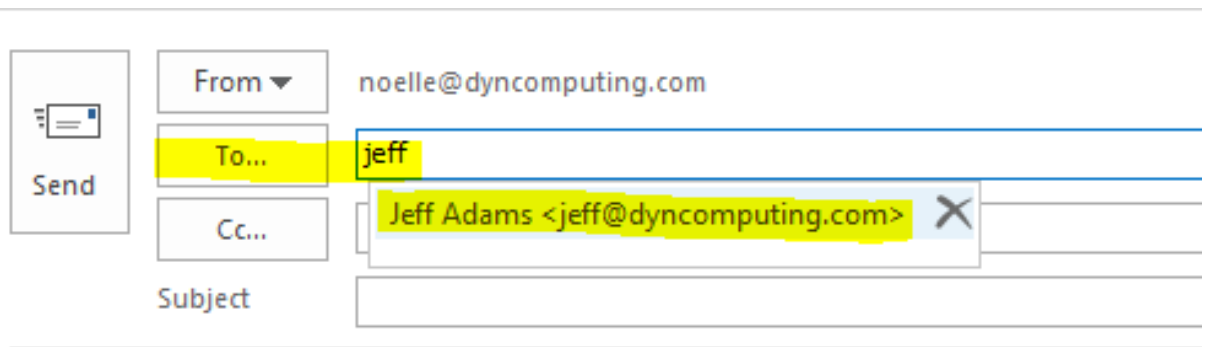 From
noelle@dyncomputing.com
To...
jeff
Send
Jeff Adams <jeff@dyncomputing.com>
Cc...
Subject